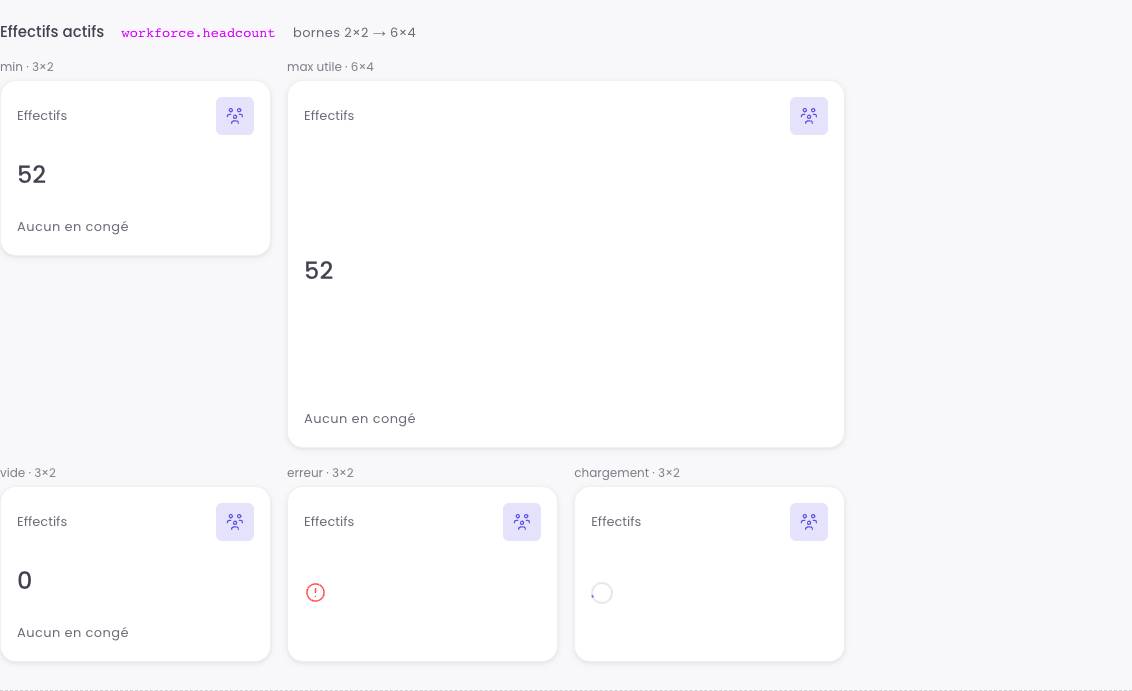 Effectifs actifs workforce.headcount bornes 2×2 → 6×4
min · 3×2
max utile · 6×4
Effectifs
52
Aucun en congé
Effectifs
52
Aucun en congé
vide · 3×2
erreur · 3×2
chargement · 3×2
Effectifs
0
Aucun en congé
Effectifs
Effectifs